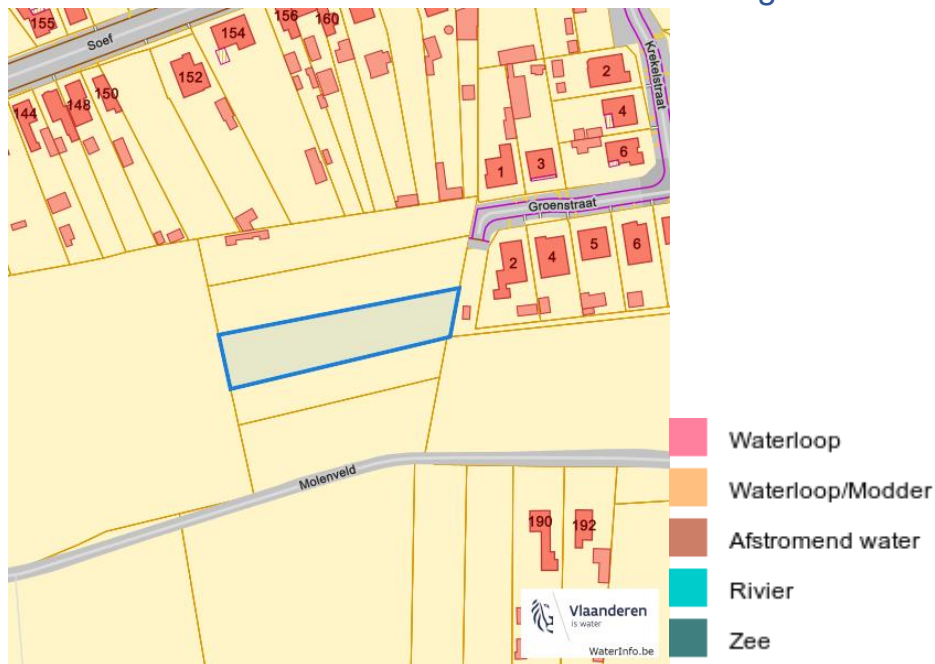 g
155
Soef
154
156
160
152
150
148
144
Krekelstraat
2
4
6
1
3
Groenstraat
2
4
5
6
Molenveld
190
192
Vlaanderen
is water
WaterInfo.be
Waterloop
Waterloop/Modder
Afstromend water
Rivier
Zee